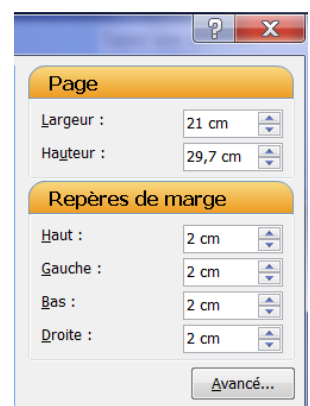 Page
Largeur : 21 cm
Hauteur : 29,7 cm
Repères de marge
Haut : 2 cm
Gauche : 2 cm
Bas : 2 cm
Droite : 2 cm
Avancé...